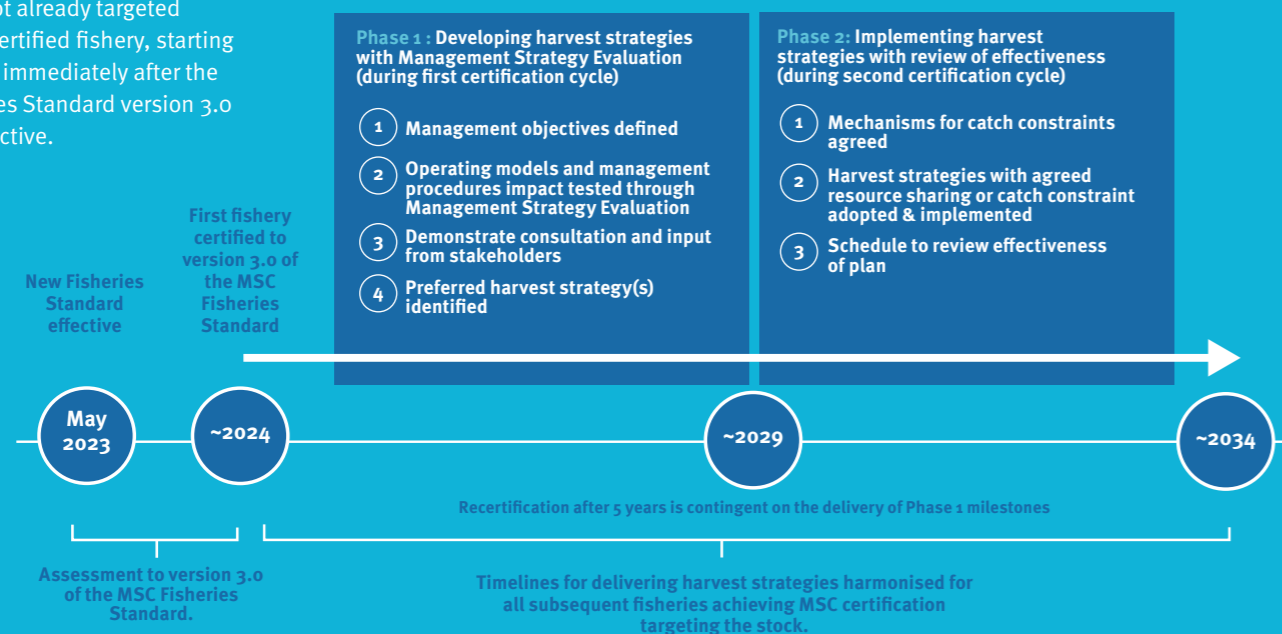 ot already targeted
ertified fishery, starting
immediately after the
es Standard version 3.0
ctive.
Phase 1 : Developing harvest strategies
with Management Strategy Evaluation
(during first certification cycle)
1 Management objectives defined
2 Operating models and management
procedures impact tested through
Management Strategy Evaluation
3 Demonstrate consultation and input
from stakeholders
4 Preferred harvest strategy(s)
identified
Phase 2: Implementing harvest
strategies with review of effectiveness
(during second certification cycle)
1 Mechanisms for catch constraints
agreed
2 Harvest strategies with agreed
resource sharing or catch constraint
adopted & implemented
3 Schedule to review effectiveness
of plan
New Fisheries
Standard
effective
First fishery
certified to
version 3.0 of
the MSC
Fisheries
Standard
May
2023
~2024
~2029
~2034
Recertification after 5 years is contingent on the delivery of Phase 1 milestones
Assessment to version 3.0
of the MSC Fisheries
Standard.
Timelines for delivering harvest strategies harmonised for
all subsequent fisheries achieving MSC certification
targeting the stock.